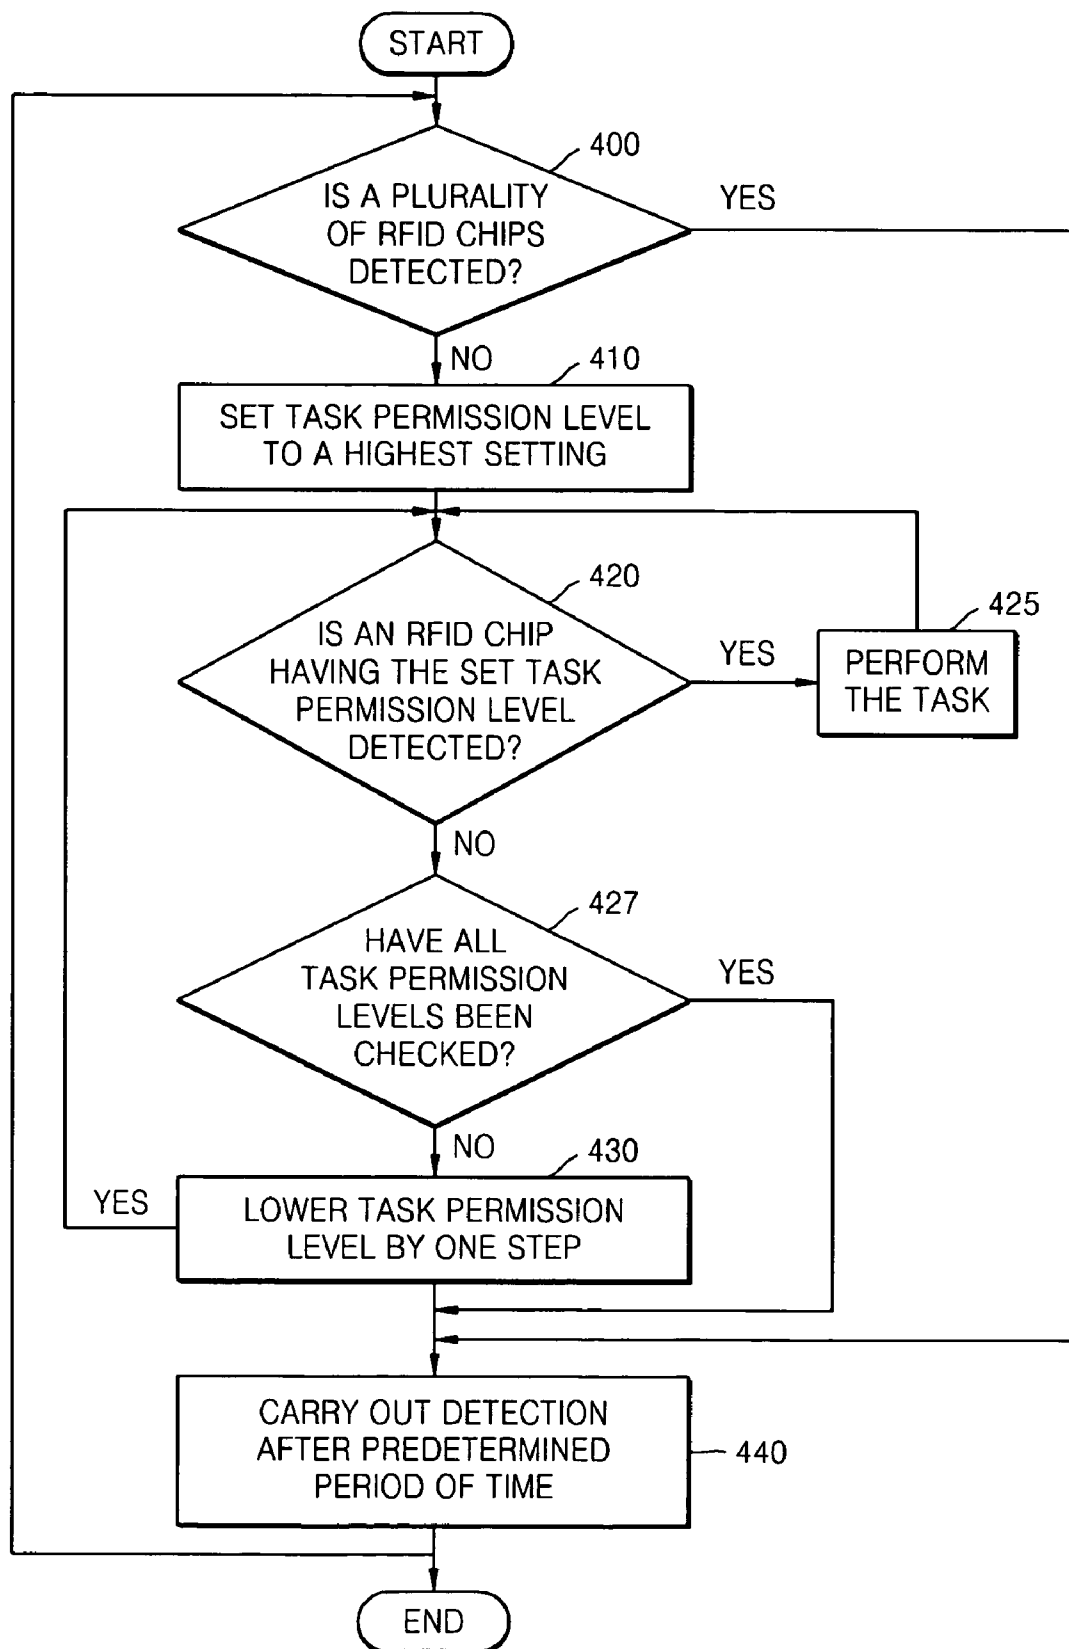 START
400
IS A PLURALITY
OF RFID CHIPS
DETECTED?
YES
NO
410
SET TASK PERMISSION LEVEL
TO A HIGHEST SETTING
420
IS AN RFID CHIP
HAVING THE SET TASK
PERMISSION LEVEL
DETECTED?
YES
425
PERFORM
THE TASK
NO
427
HAVE ALL
TASK PERMISSION
LEVELS BEEN
CHECKED?
YES
NO
430
YES
LOWER TASK PERMISSION
LEVEL BY ONE STEP
CARRY OUT DETECTION
AFTER PREDETERMINED
PERIOD OF TIME
440
END